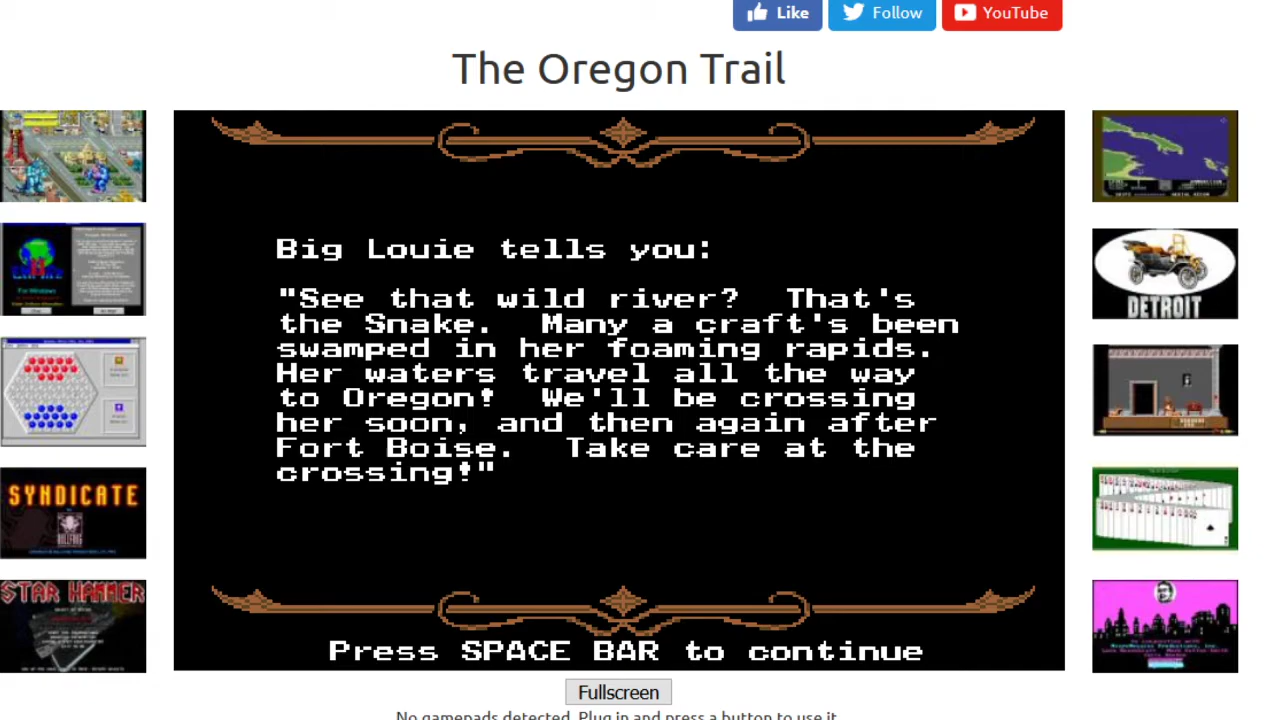 Like Follow YouTube
The Oregon Trail
Big Louie tells you:
"See that wild river? That's
the Snake. Many a craft's been
swamped in her foaming rapids.
Her waters travel all the way
to Oregon! We'll be crossing
her soon, and then again after
Fort Boise. Take care at the
crossing!"
Press SPACE BAR to continue
Fullscreen
No gamepads detected. Plug in and press a button to use it
SYNDICATE
STAR HAMMER
DETROIT